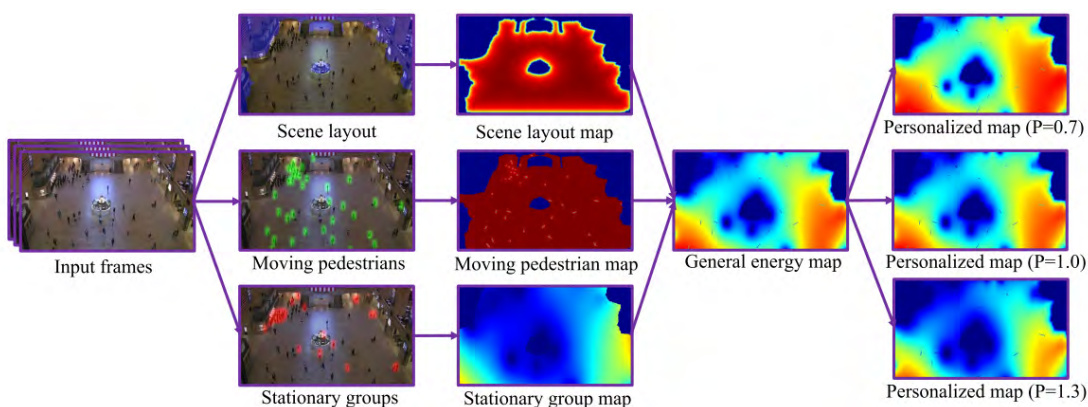 Scene layout
Scene layout map
Personalized map (P=0.7)
Input frames
Moving pedestrians
Moving pedestrian map
General energy map
Personalized map (P=1.0)
Stationary groups
Stationary group map
Personalized map (P=1.3)